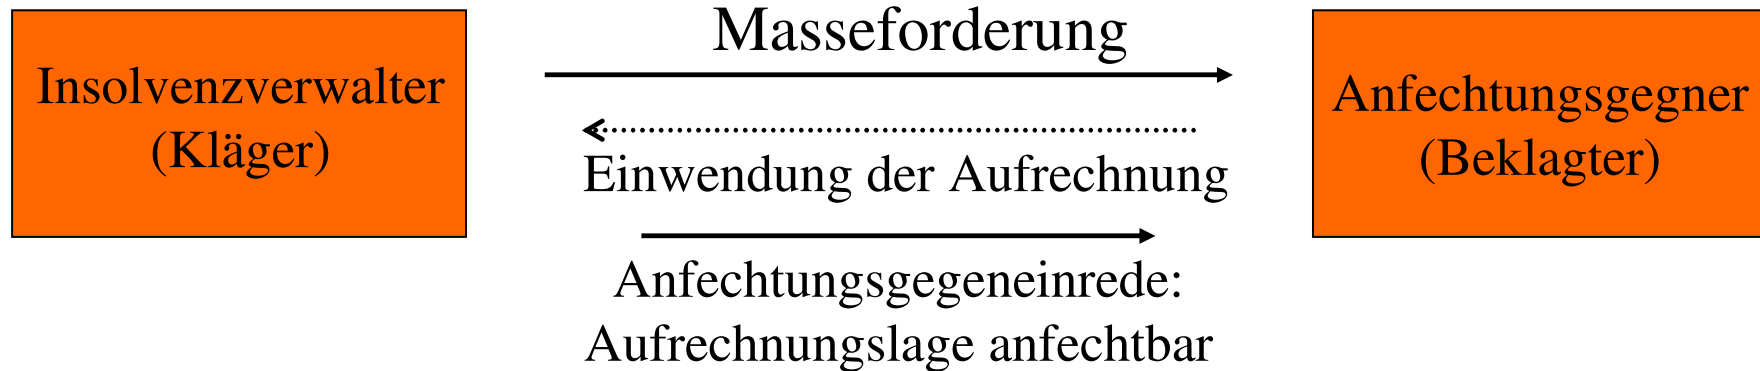 Insolvenzverwalter
(Kläger)
Masseforderung
Einwendung der Aufrechnung
Anfechtungsgegeneinrede:
Aufrechnungslage anfechtbar
Anfechtungsgegner
(Beklagter)